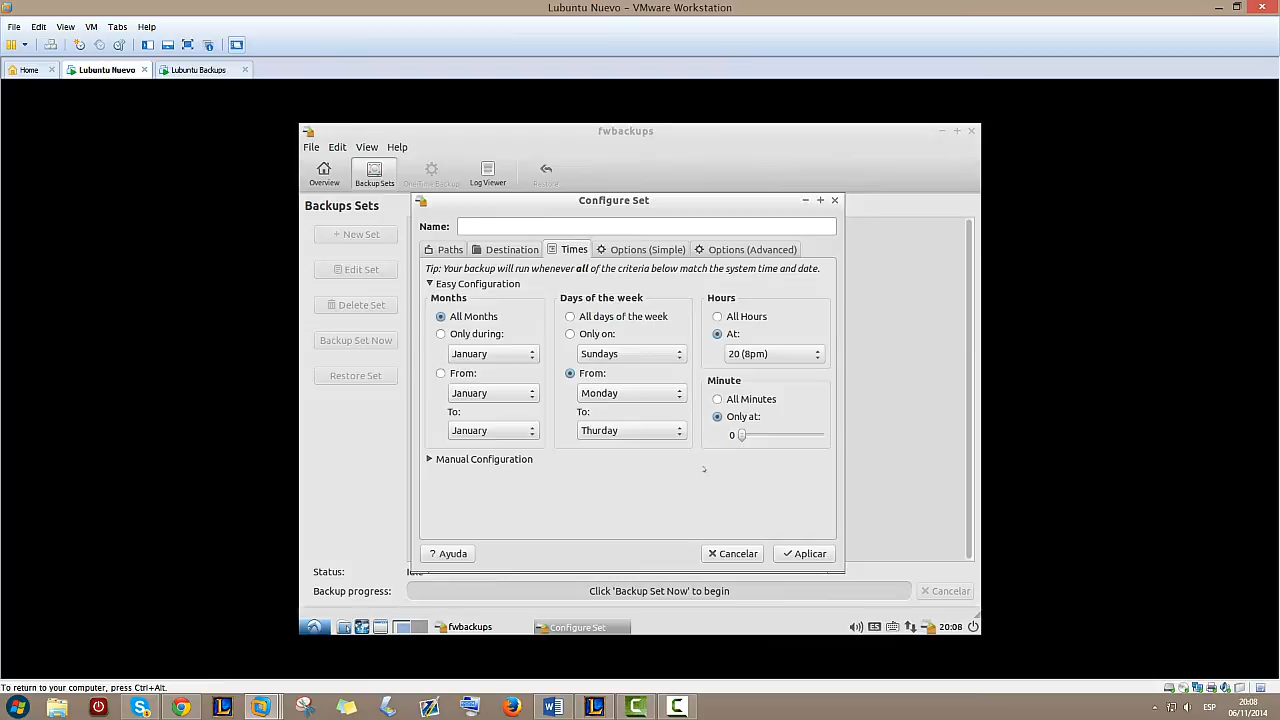 Lubuntu Nuevo - VMware Workstation
File Edit View VM Tabs Help
Home Lubuntu Nuevo Lubuntu Backups
fwbackups
File Edit View Help
Overview Backup Sets One-Time Backup Log Viewer Restore
Backups Sets
+ New Set
Edit Set
Delete Set
Backup Set Now
Restore Set
Configure Set
Name:
Paths Destination Times Options (Simple) Options (Advanced)
Tip: Your backup will run whenever all of the criteria below match the system time and date.
Easy Configuration
Months Days of the week Hours
All Months All days of the week All Hours
Only during: Only on: At:
January Sundays 20 (8pm)
From: From: Minute
January Monday All Minutes
To: To: Only at:
January Thurday 0
Manual Configuration
? Ayuda Cancelar Aplicar
Status:
Backup progress: Click 'Backup Set Now' to begin Cancelar
fwbackups Configure Set ES 20:08
To return to your computer, press Ctrl+Alt.
ESP 20:08
06/11/2014